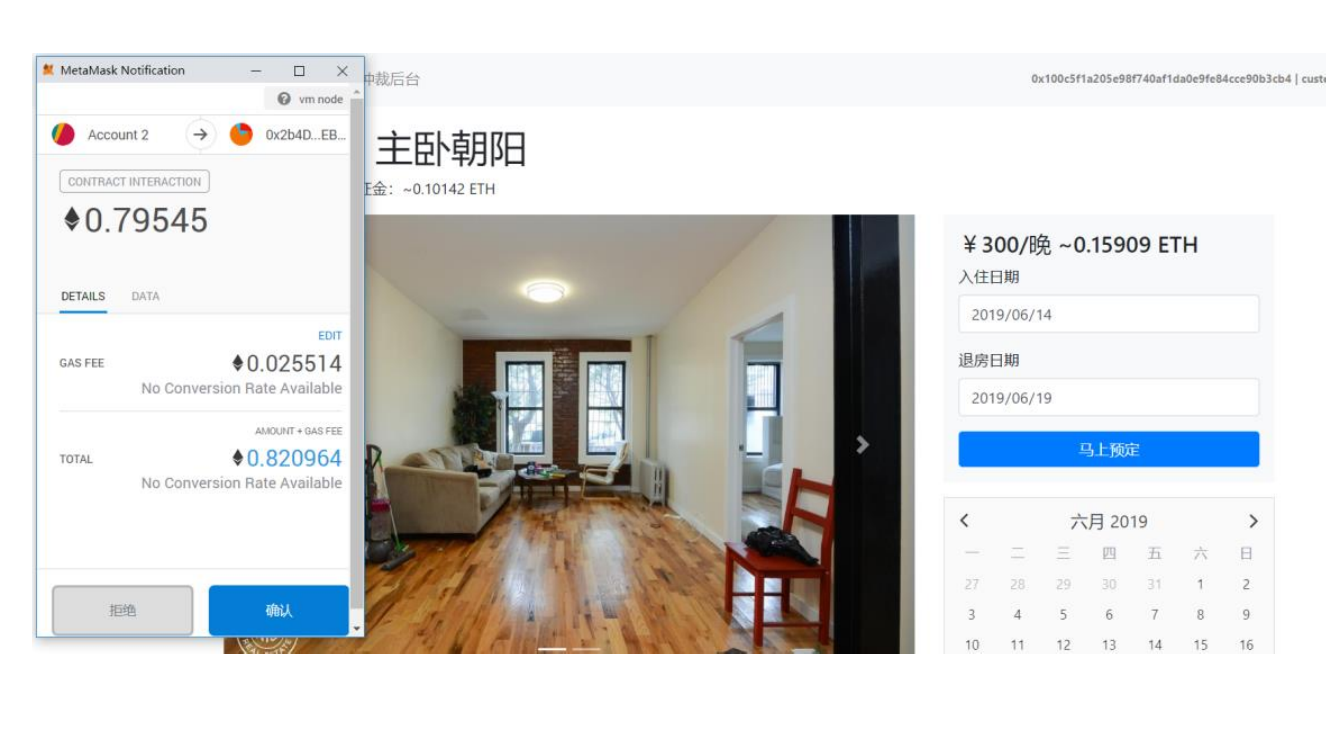 MetaMask Notification
vm node
Account 2
0x2b4D...EB...
CONTRACT INTERACTION
0.79545
DETAILS DATA
EDIT
GAS FEE
0.025514
No Conversion Rate Available
AMOUNT + GAS FEE
TOTAL
0.820964
No Conversion Rate Available
拒绝 确认
裁后台
0x100c5f1a205e98f740af1da0e9fe84cce90b3cb4 | custo
主卧朝阳
金：~0.10142 ETH
￥300/晚 ~0.15909 ETH
入住日期
2019/06/14
退房日期
2019/06/19
马上预定
六月 2019
一 二 三 四 五 六 日
27 28 29 30 31 1 2
3 4 5 6 7 8 9
10 11 12 13 14 15 16